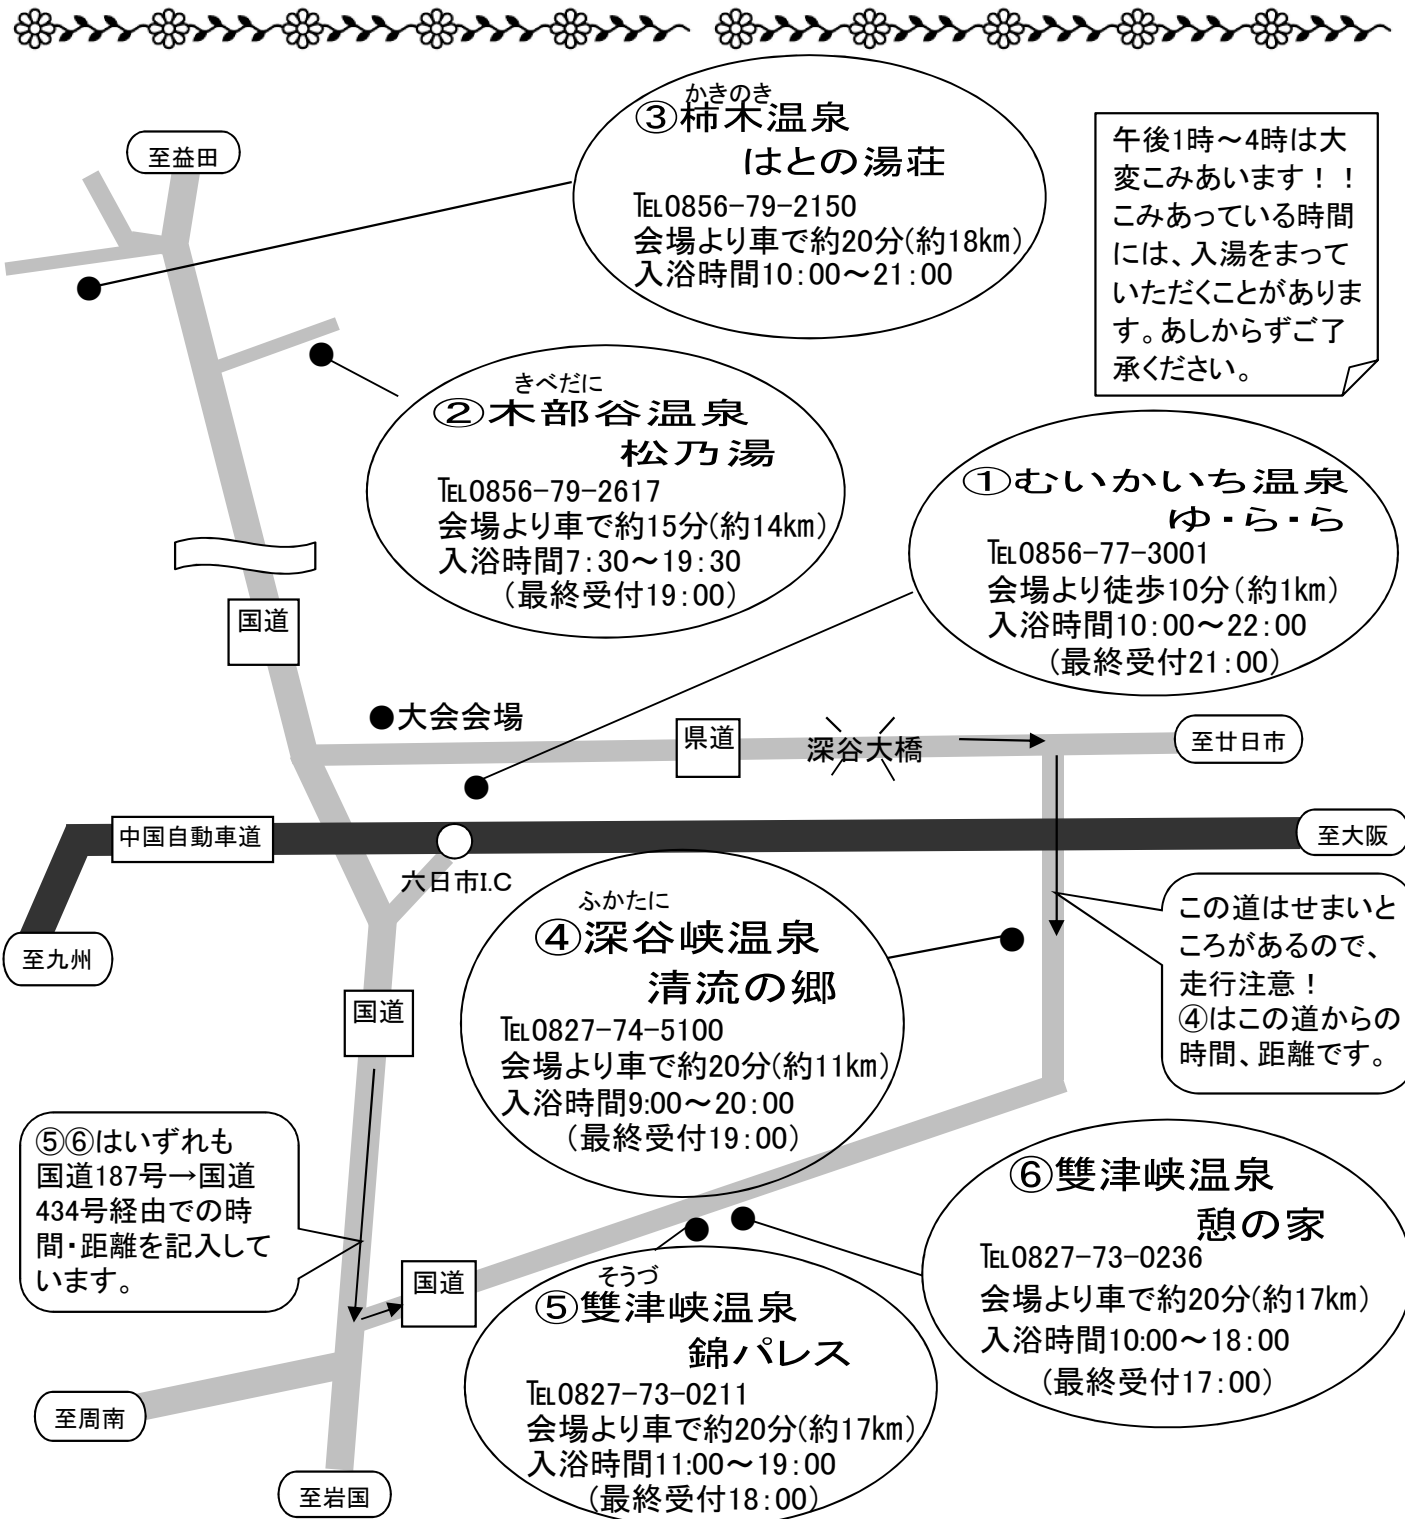 かきのき
③柿木温泉
はとの湯荘
℡0856-79-2150
会場より車で約20分(約18km)
入浴時間10:00～21:00
午後1時～4時は大
変こみあいます！！
こみあっている時間
には、入湯をまって
いただくことがありま
す。あしからずご了
承ください。
至益田
きべだに
②木部谷温泉
松乃湯
℡0856-79-2617
会場より車で約15分(約14km)
入浴時間7:30～19:30
(最終受付19:00)
①むいかいち温泉
ゆ・ら・ら
℡0856-77-3001
会場より徒歩10分(約1km)
入浴時間10:00～22:00
(最終受付21:00)
国道
●大会会場
県道
深谷大橋
至廿日市
中国自動車道
至大阪
六日市I.C
至九州
ふかたに
④深谷峡温泉
清流の郷
℡0827-74-5100
会場より車で約20分(約11km)
入浴時間9:00～20:00
(最終受付19:00)
この道はせまいと
ころがあるので、
走行注意！
④はこの道からの
時間、距離です。
国道
⑤⑥はいずれも
国道187号→国道
434号経由での時
間・距離を記入して
います。
⑥雙津峡温泉
憩の家
℡0827-73-0236
会場より車で約20分(約17km)
入浴時間10:00～18:00
(最終受付17:00)
国道
そうづ
⑤雙津峡温泉
錦パレス
℡0827-73-0211
会場より車で約20分(約17km)
入浴時間11:00～19:00
(最終受付18:00)
至周南
至岩国